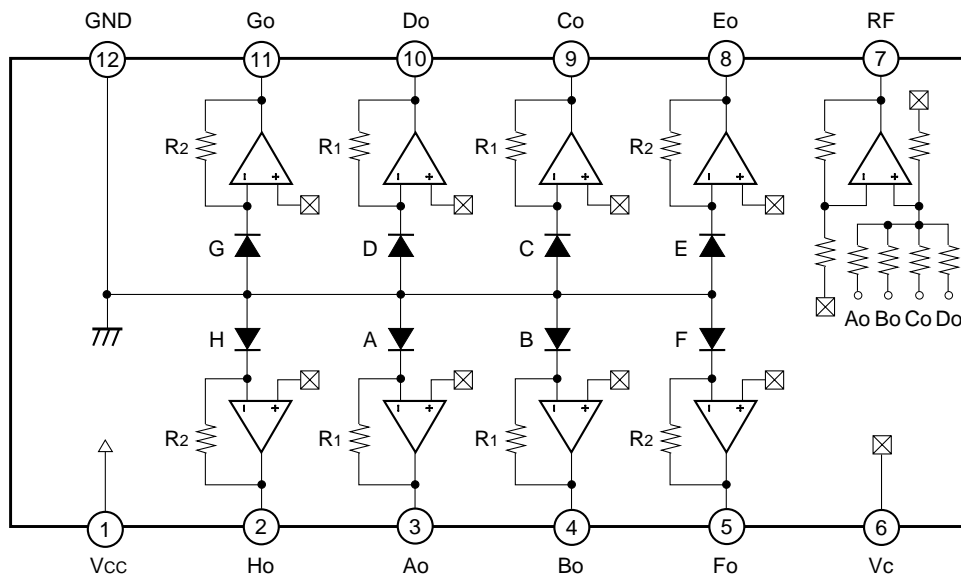 GND Go Do Co Eo RF
12 11 10 9 8 7
R2 R1 R1 R2
- + - + - + - + - +
G D C E
Ao Bo Co Do
H A B F
- + - + - + - +
R2 R1 R1 R2
1 2 3 4 5 6
VCC Ho Ao Bo Fo Vc